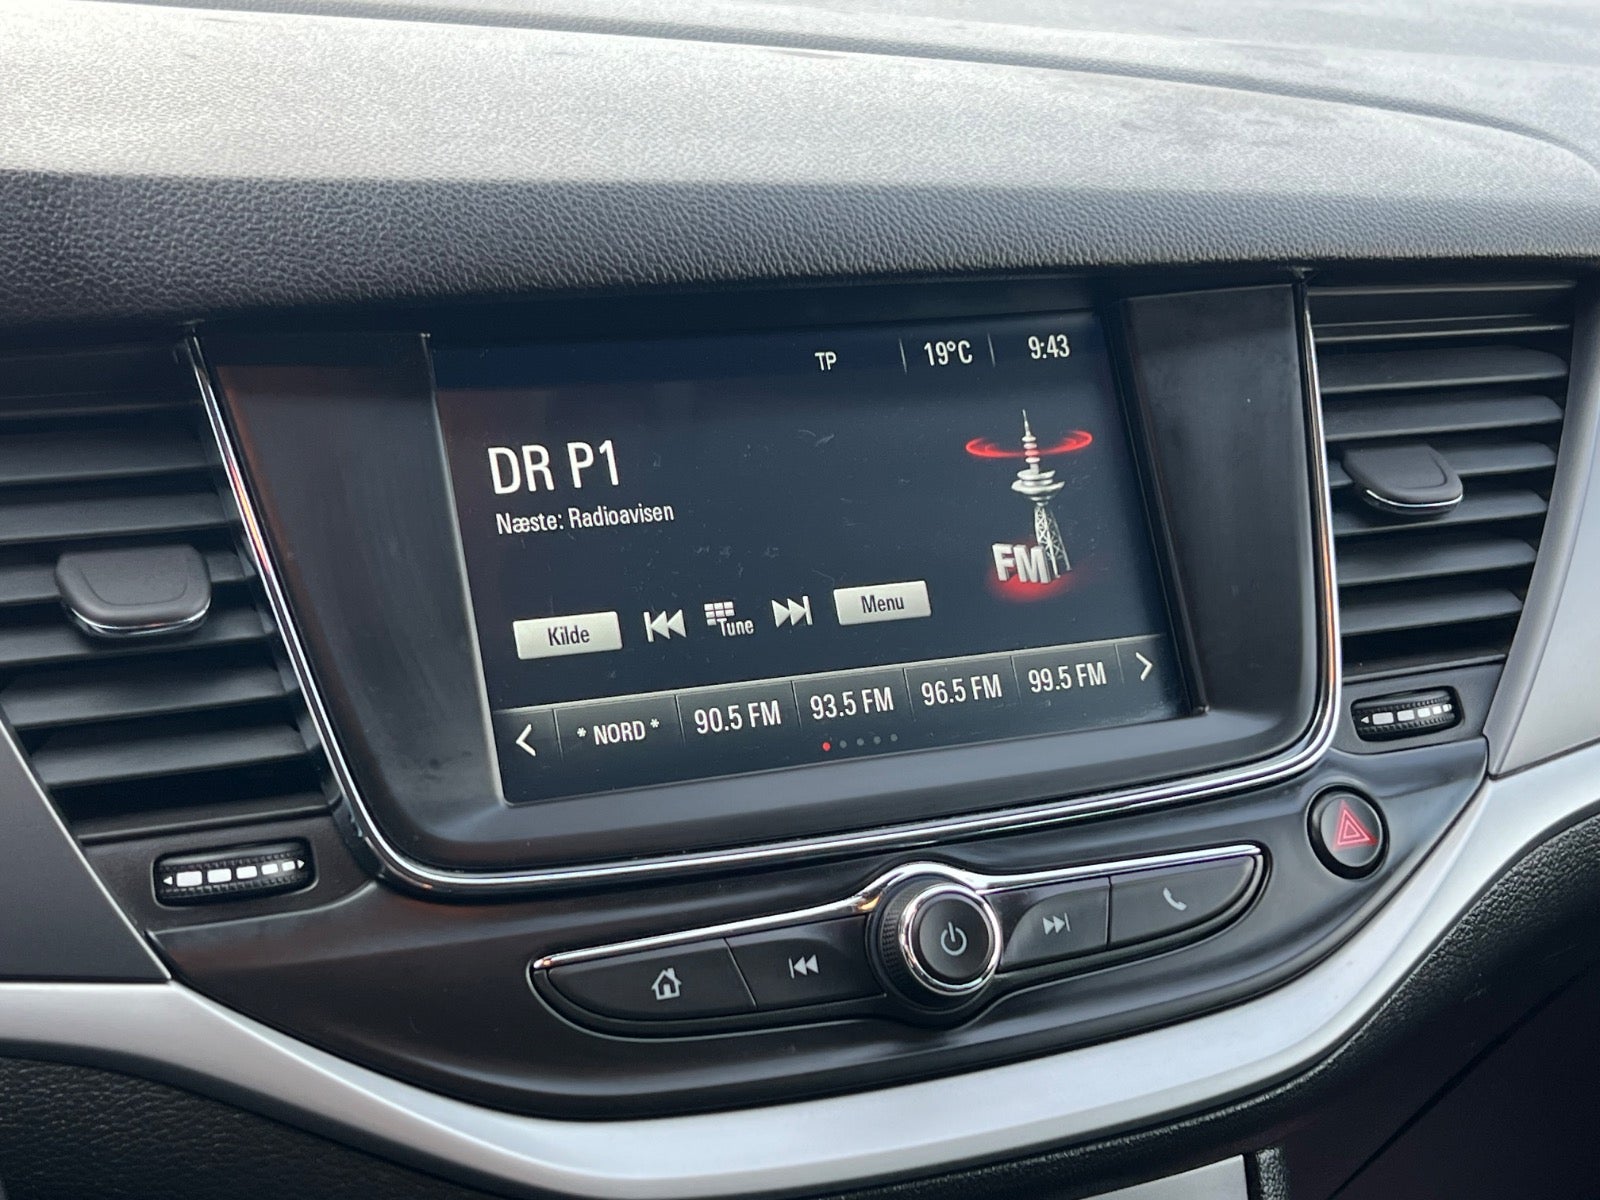 TP 19°C 9:43
DR P1
Næste: Radioavisen
FM
Kilde Tune Menu
* NORD * 90.5 FM 93.5 FM 96.5 FM 99.5 FM